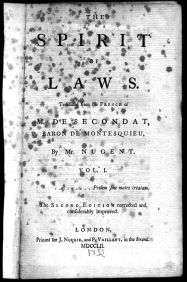 THE
SPIRIT
OF
LAWS.
Translated from the FRENCH of
M. DE SECONDAT,
BARON DE MONTESQUIEU,
By Mr. NUGENT.
VOL. I.
. . . . . . Prolem sine matre creatam.
The SECOND EDITION corrected and
considerably improved.
LONDON,
Printed for J. NOURSE, and P. VAILLANT, in the Strand.
MDCCLII.
1752